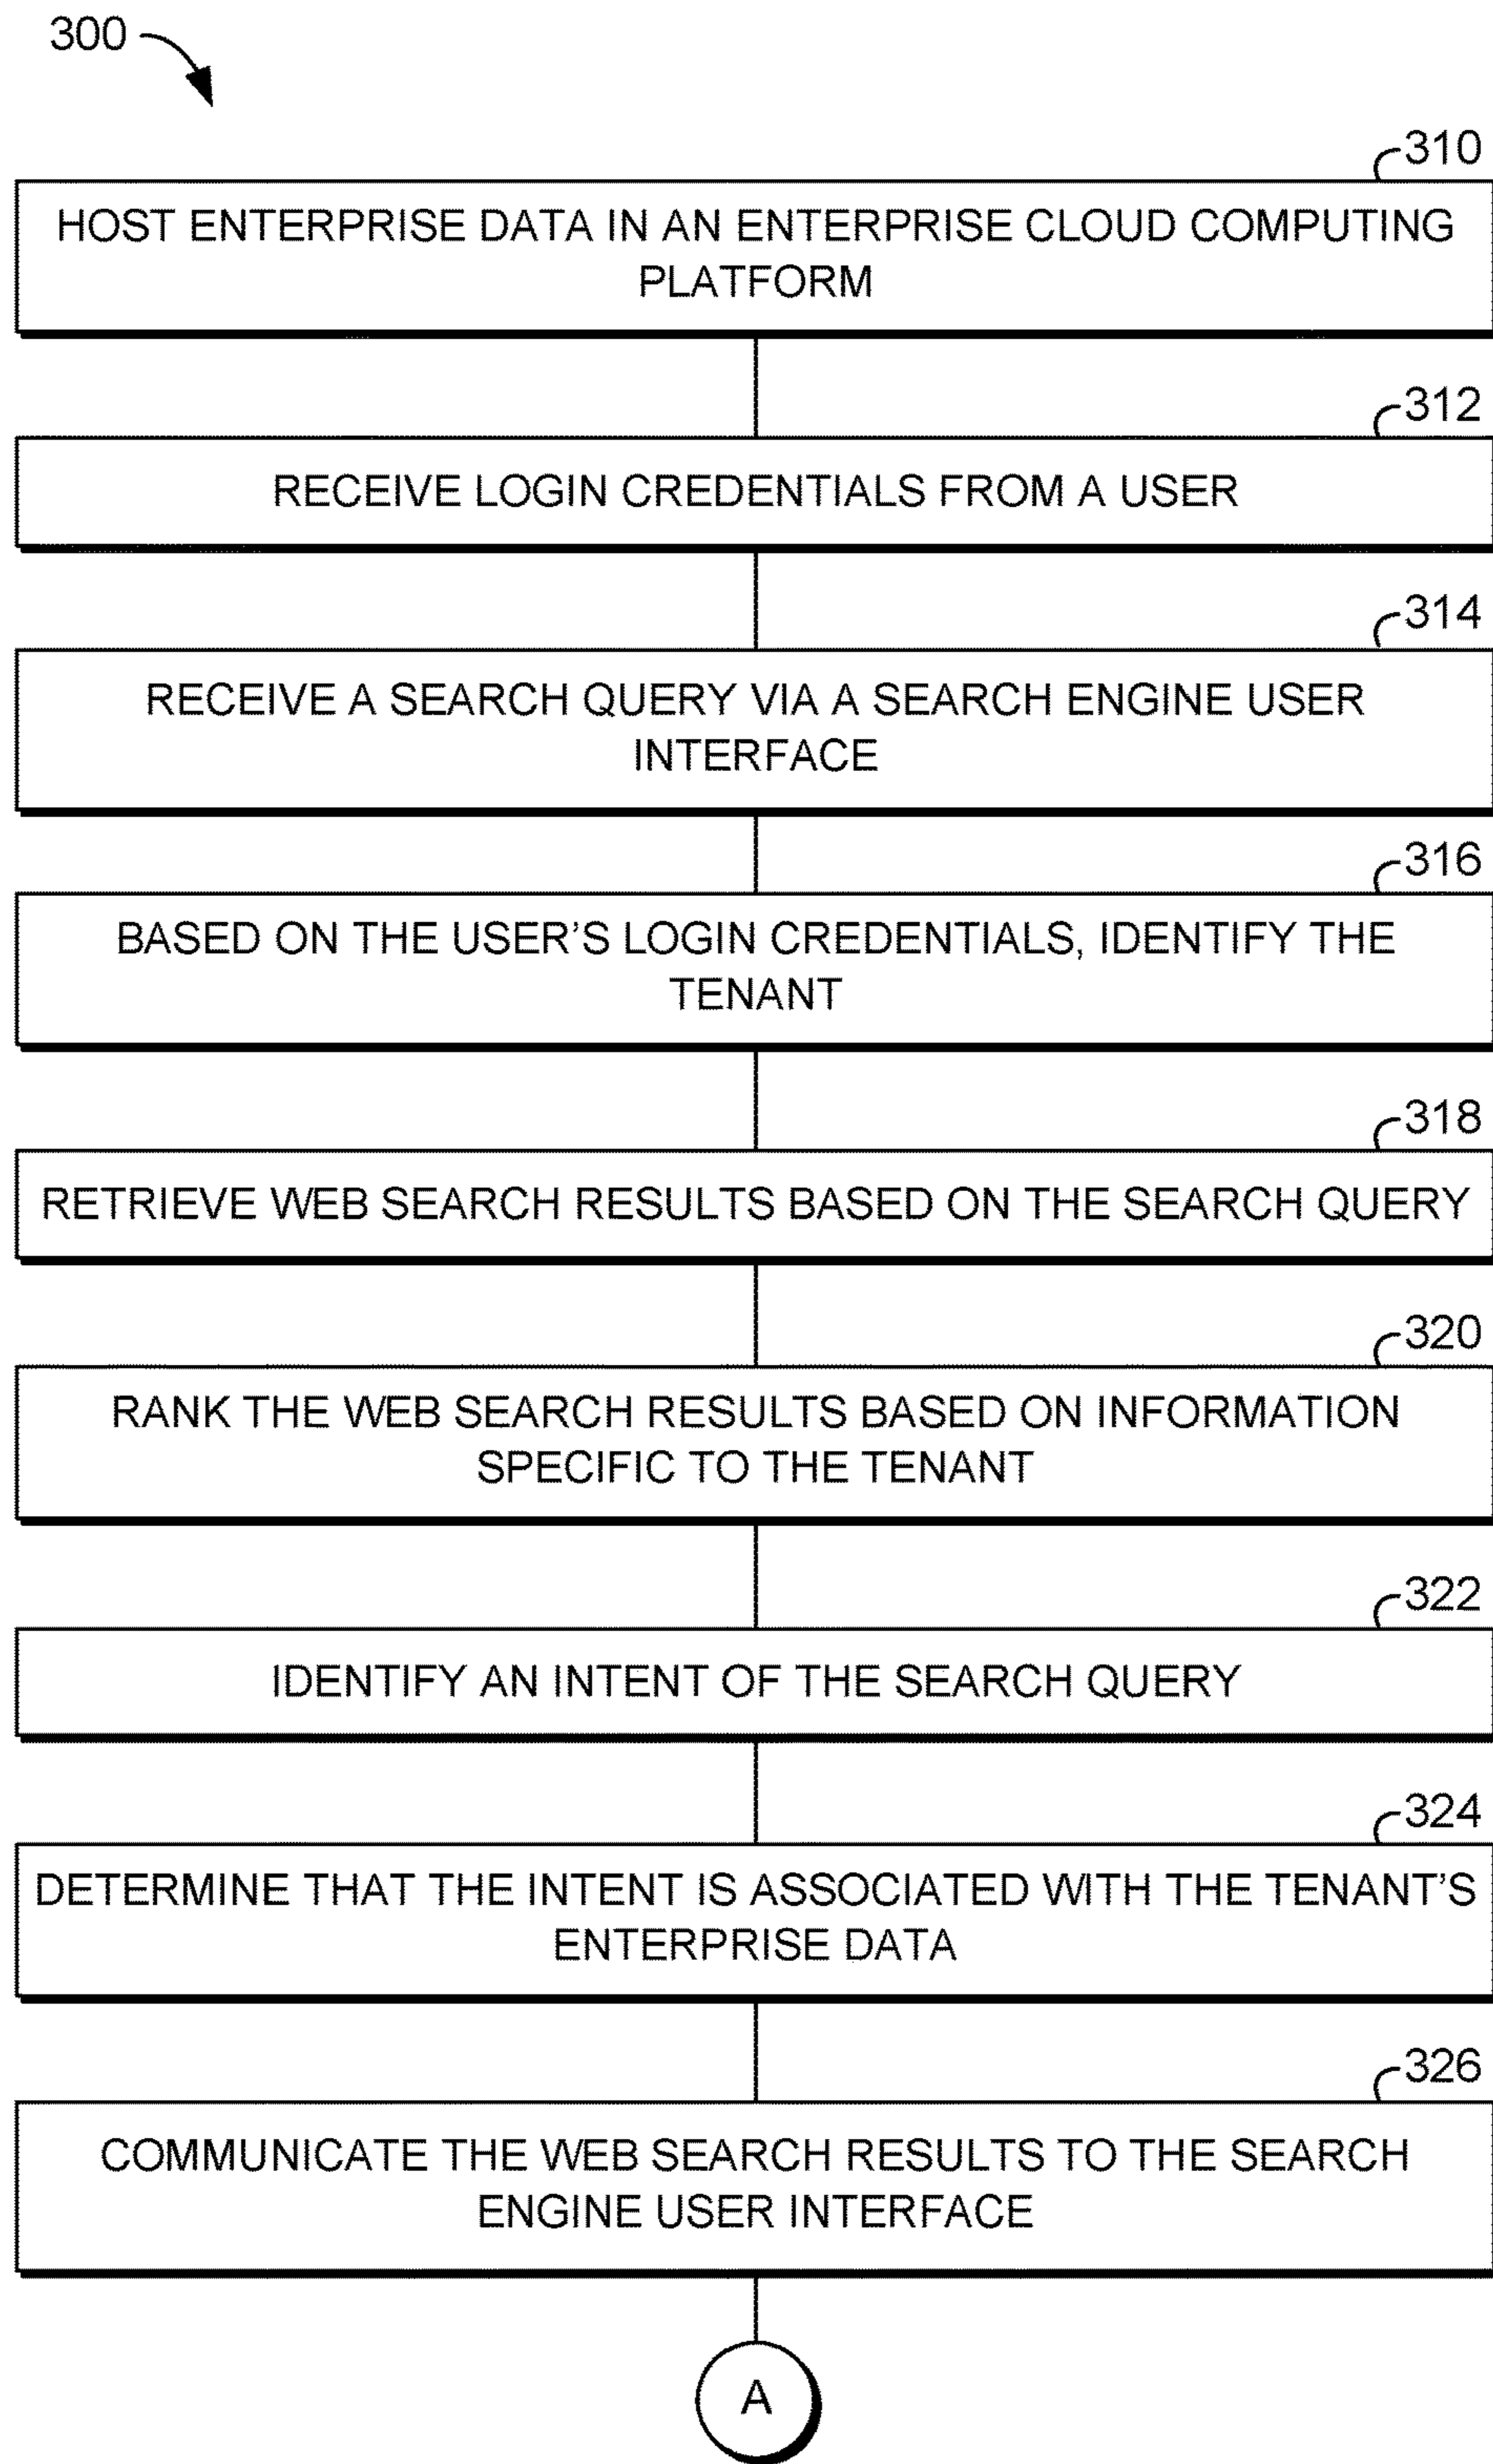 300
310
HOST ENTERPRISE DATA IN AN ENTERPRISE CLOUD COMPUTING
PLATFORM
312
RECEIVE LOGIN CREDENTIALS FROM A USER
314
RECEIVE A SEARCH QUERY VIA A SEARCH ENGINE USER
INTERFACE
316
BASED ON THE USER’S LOGIN CREDENTIALS, IDENTIFY THE
TENANT
318
RETRIEVE WEB SEARCH RESULTS BASED ON THE SEARCH QUERY
320
RANK THE WEB SEARCH RESULTS BASED ON INFORMATION
SPECIFIC TO THE TENANT
322
IDENTIFY AN INTENT OF THE SEARCH QUERY
324
DETERMINE THAT THE INTENT IS ASSOCIATED WITH THE TENANT’S
ENTERPRISE DATA
326
COMMUNICATE THE WEB SEARCH RESULTS TO THE SEARCH
ENGINE USER INTERFACE
A